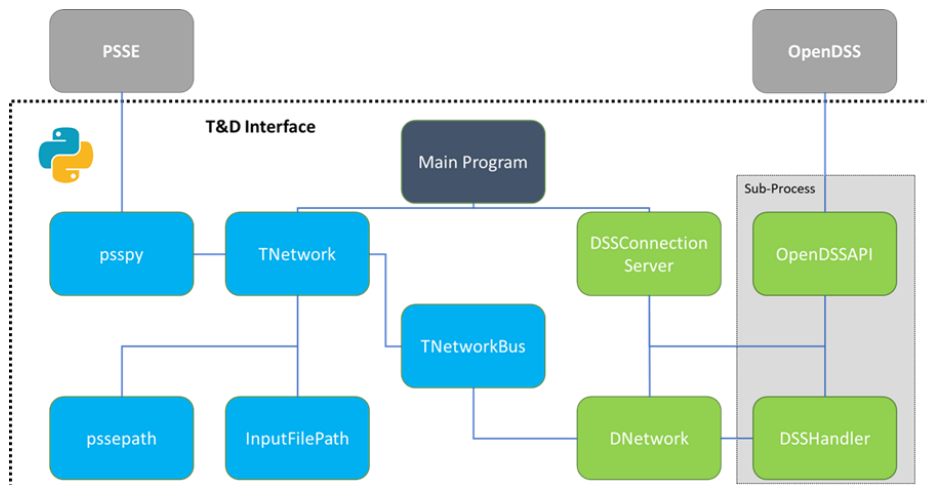 PSSE
OpenDSS
T&D Interface
Main Program
Sub-Process
psspy
TNetwork
DSSConnection
Server
OpenDSSAPI
TNetworkBus
pssepath
InputFilePath
DNetwork
DSSHandler